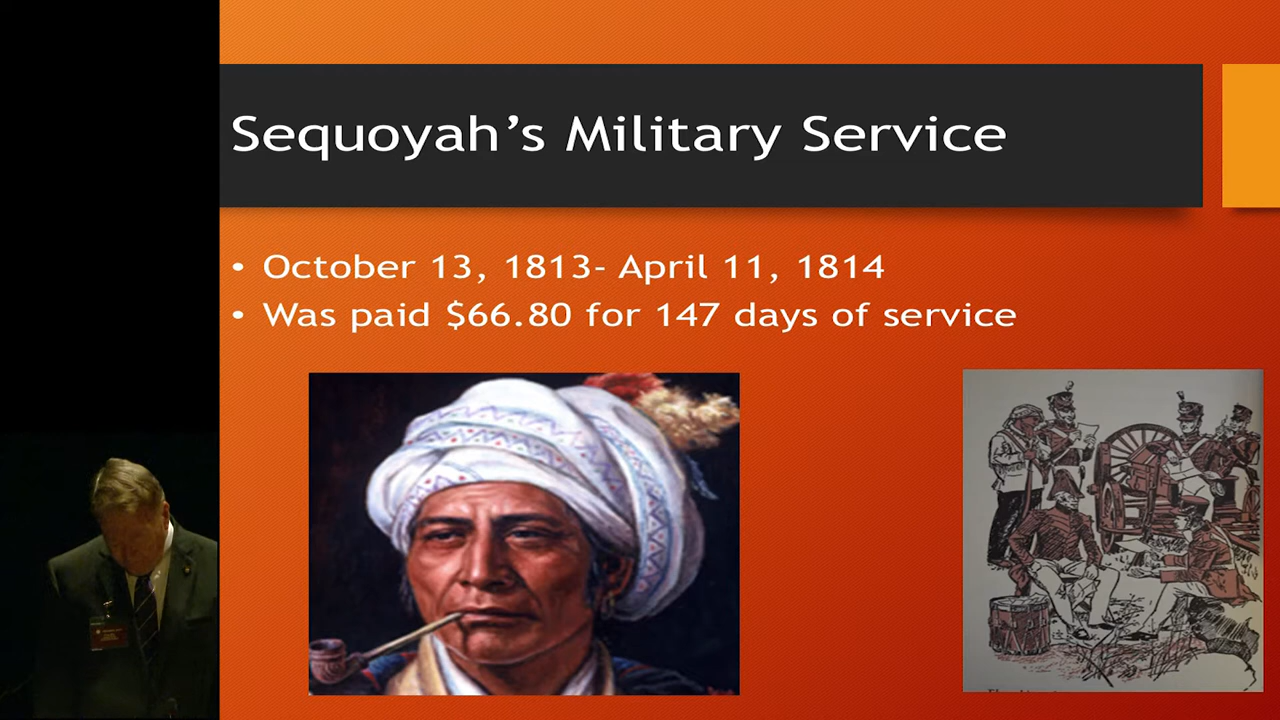 Sequoyah’s Military Service
• October 13, 1813- April 11, 1814
• Was paid $66.80 for 147 days of service